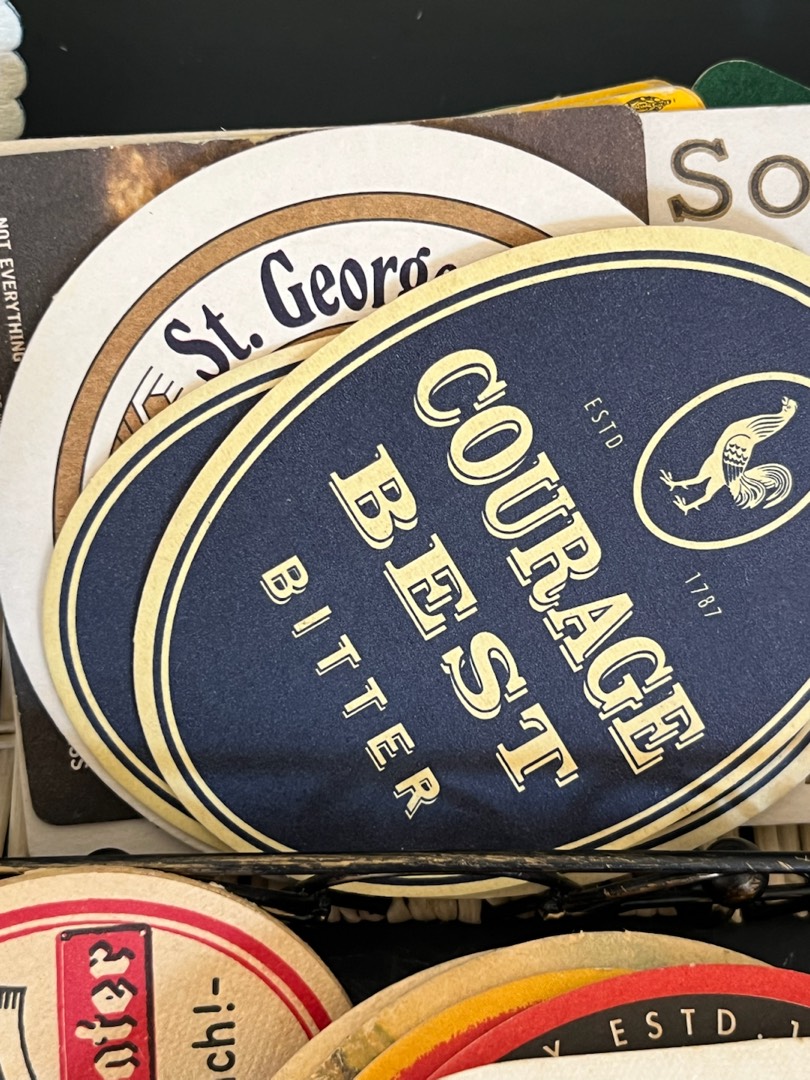 NOT EVERYTHING
So
St. George
ESTD
1787
COURAGE
BEST
BITTER
ESTD.